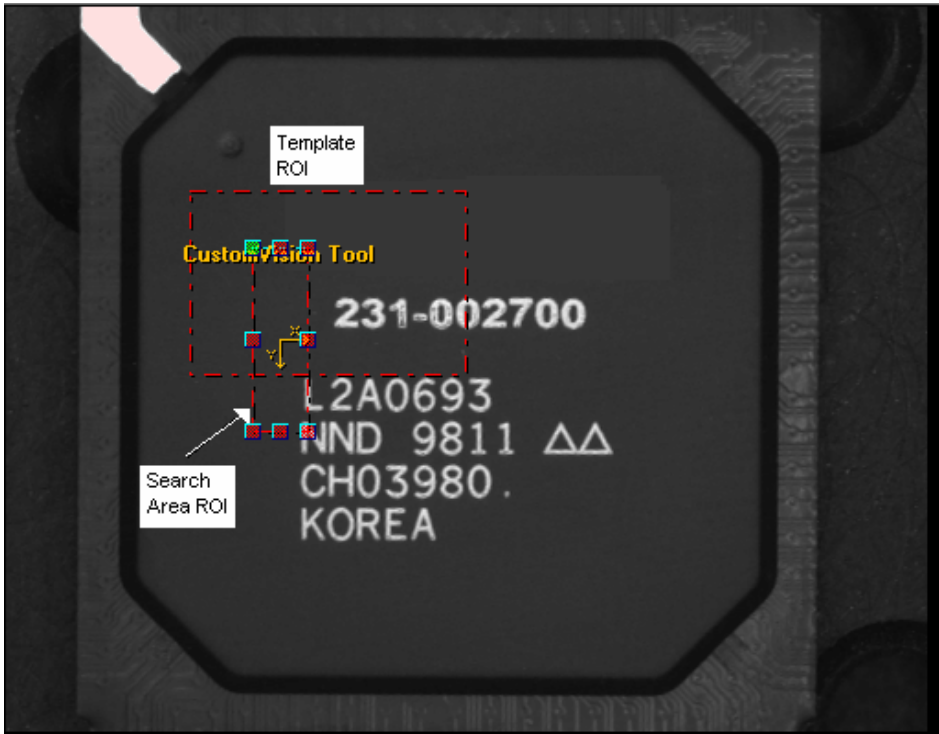 Template
ROI
CustomVision Tool
X
231-002700
Y
L2A0693
NND 9811 ΔΔ
Search
Area ROI
CH03980.
KOREA